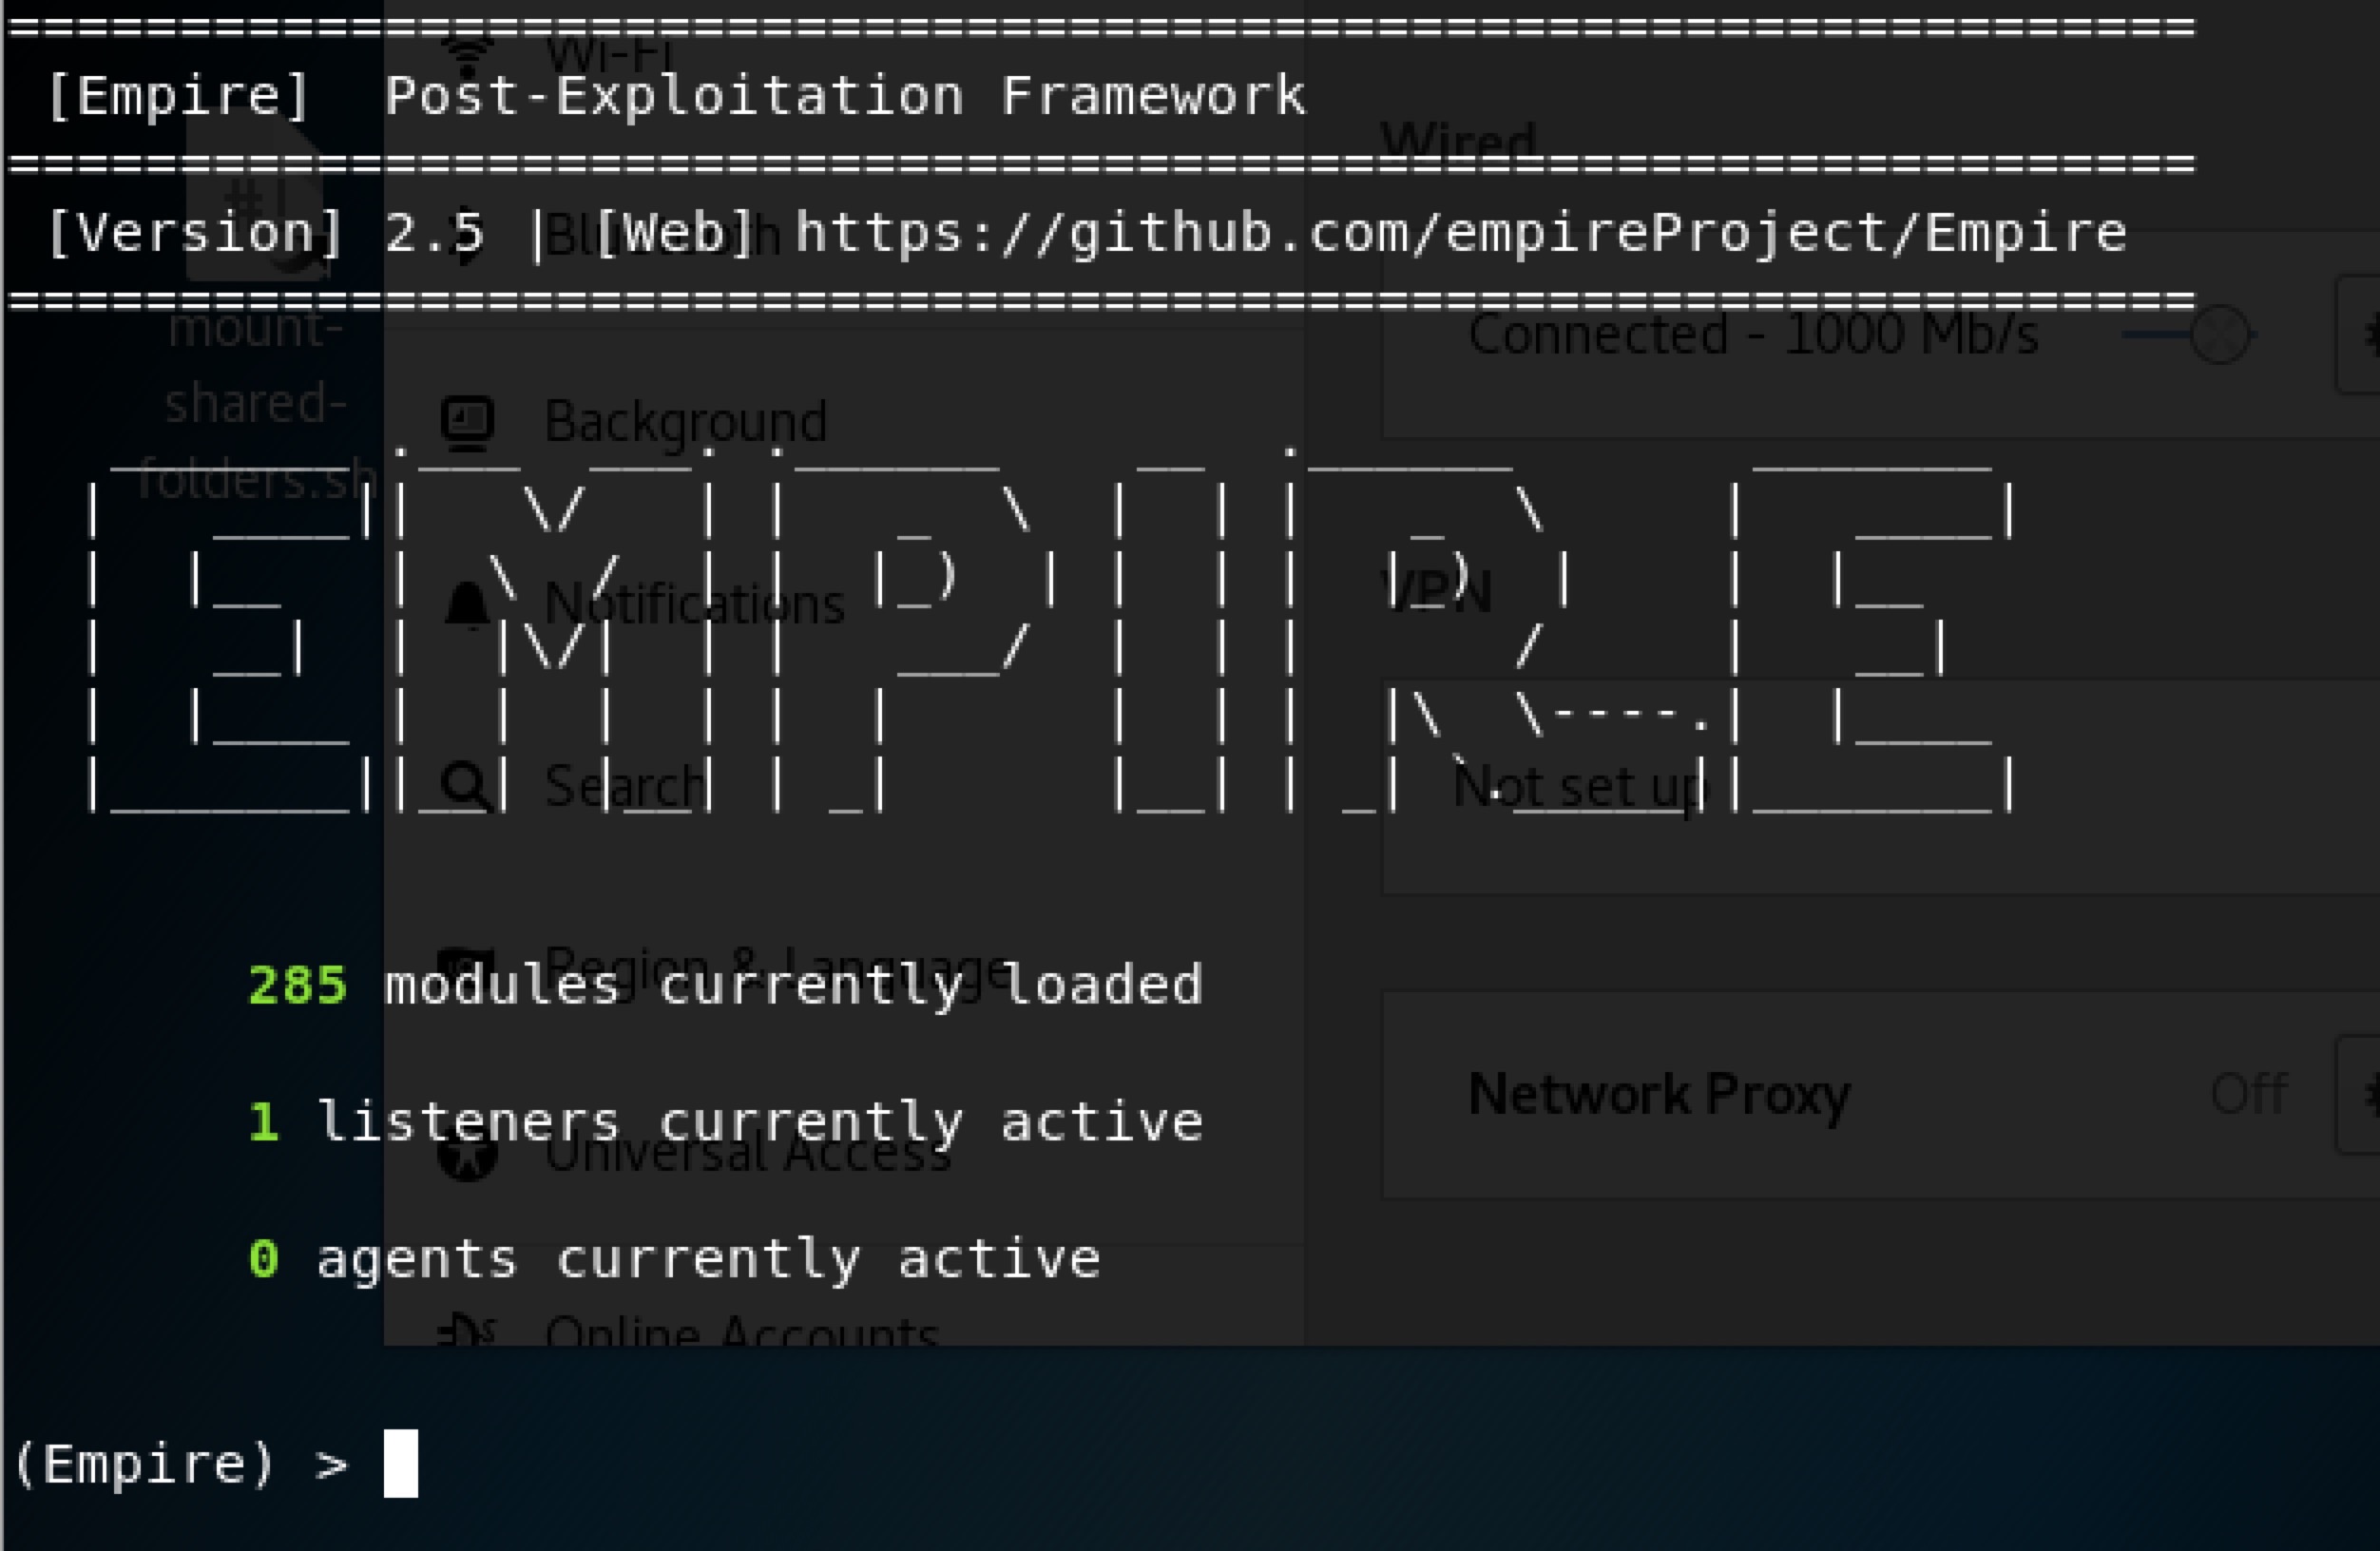 ================================================================
[Empire]  Post-Exploitation Framework
================================================================
[Version] 2.5 | [Web] https://github.com/empireProject/Empire
================================================================
EMPIRE
285 modules currently loaded
1 listeners currently active
0 agents currently active
(Empire) >
mount-
shared-
folders.sh
Wi-Fi
Bluetooth
Background
Notifications
Search
Region & Language
Universal Access
Online Accounts
Wired
Connected - 1000 Mb/s
VPN
Not set up
Network Proxy
Off